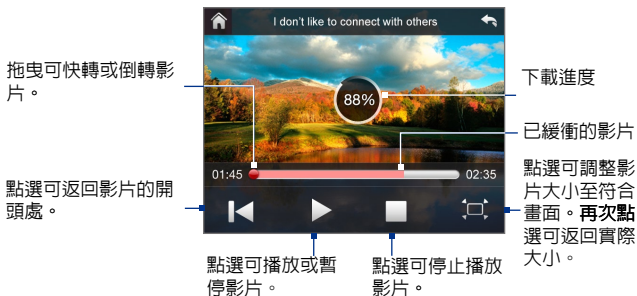 I don't like to connect with others
拖曳可快轉或倒轉影
片。
88%
下載進度
已緩衝的影片
01:45
02:35
點選可返回影片的開
頭處。
點選可調整影
片大小至符合
畫面。再次點
選可返回實際
大小。
點選可播放或暫
停影片。
點選可停止播放
影片。